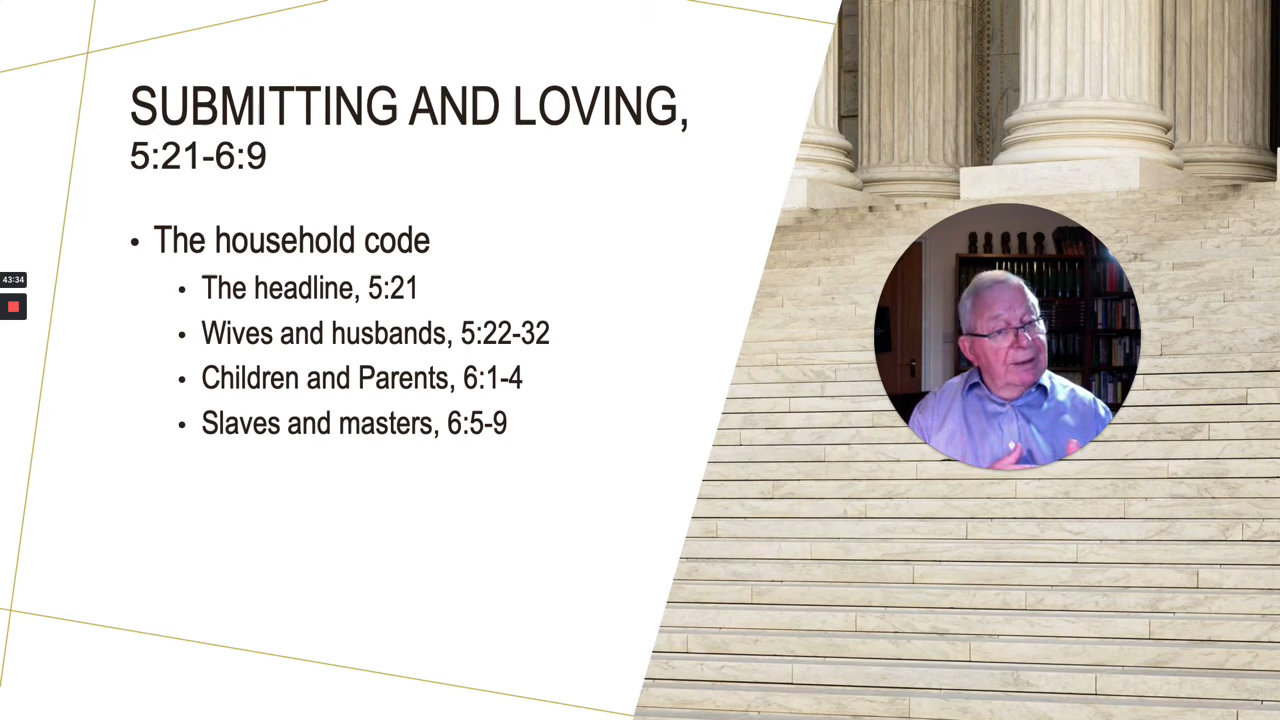 SUBMITTING AND LOVING,
5:21-6:9
• The household code
• The headline, 5:21
• Wives and husbands, 5:22-32
• Children and Parents, 6:1-4
• Slaves and masters, 6:5-9
43:34